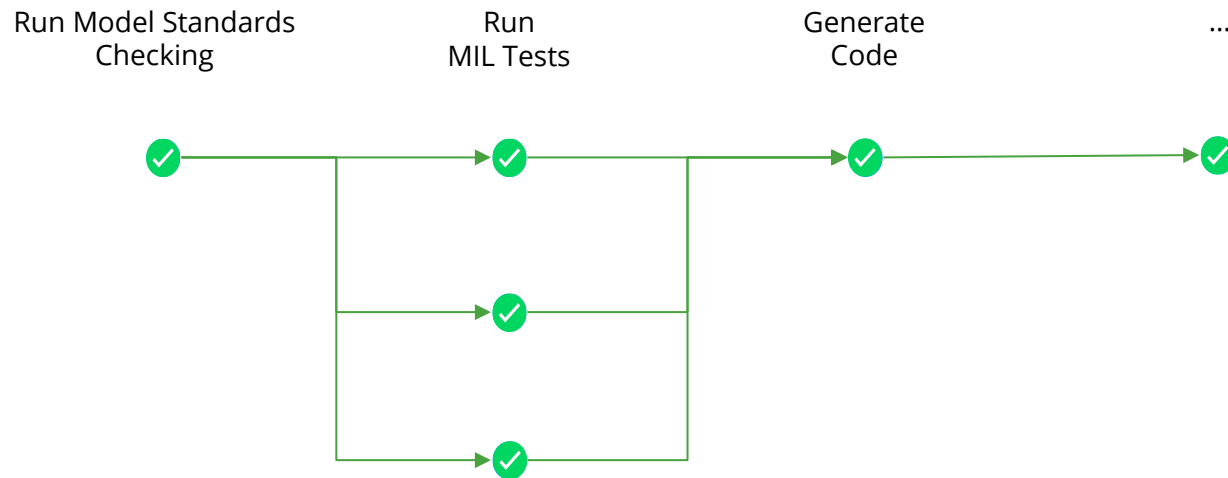 Run Model Standards
Checking
Run
MIL Tests
Generate
Code
...